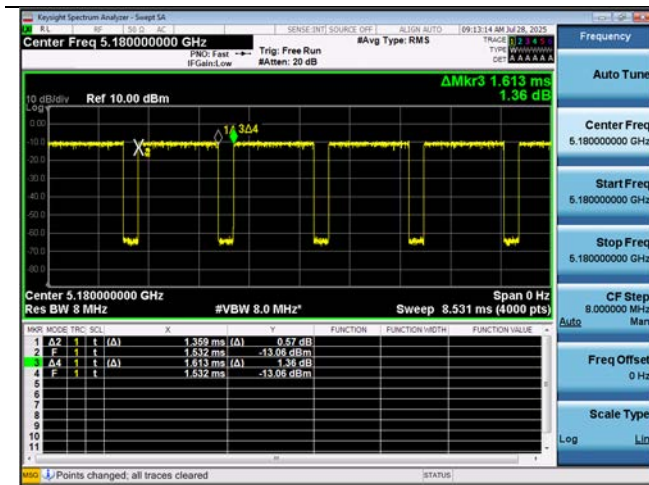 Keysight Spectrum Analyzer - Swept SA
RL RF 50 Ω AC SENSE:INT SOURCE OFF ALIGN AUTO 09:13:14 AM Jul 28, 2025
Center Freq 5.180000000 GHz
#Avg Type: RMS
TRACE 1 2 3 4 5 6
PNO: Fast Trig: Free Run
TYPE
IFGain:Low #Atten: 20 dB
DET A A A A A A
ΔMkr3 1.613 ms
1.36 dB
10 dB/div Ref 10.00 dBm
Log
0.00
-10.0
-20.0
-30.0
-40.0
-50.0
-60.0
-70.0
-80.0
1Δ 3Δ4
Center 5.180000000 GHz Span 0 Hz
Res BW 8 MHz #VBW 8.0 MHz* Sweep 8.531 ms (4000 pts)
MKR MODE TRC SCL X Y FUNCTION FUNCTION WIDTH FUNCTION VALUE
1 Δ2 1 t (Δ) 1.359 ms (Δ) 0.57 dB
2 F 1 t 1.532 ms -13.06 dBm
3 Δ4 1 t (Δ) 1.613 ms (Δ) 1.36 dB
4 F 1 t 1.532 ms -13.06 dBm
5
6
7
8
9
10
11
MSG Points changed; all traces cleared STATUS
Frequency
Auto Tune
Center Freq
5.180000000 GHz
Start Freq
5.180000000 GHz
Stop Freq
5.180000000 GHz
CF Step
8.000000 MHz
Auto Man
Freq Offset
0 Hz
Scale Type
Log Lin